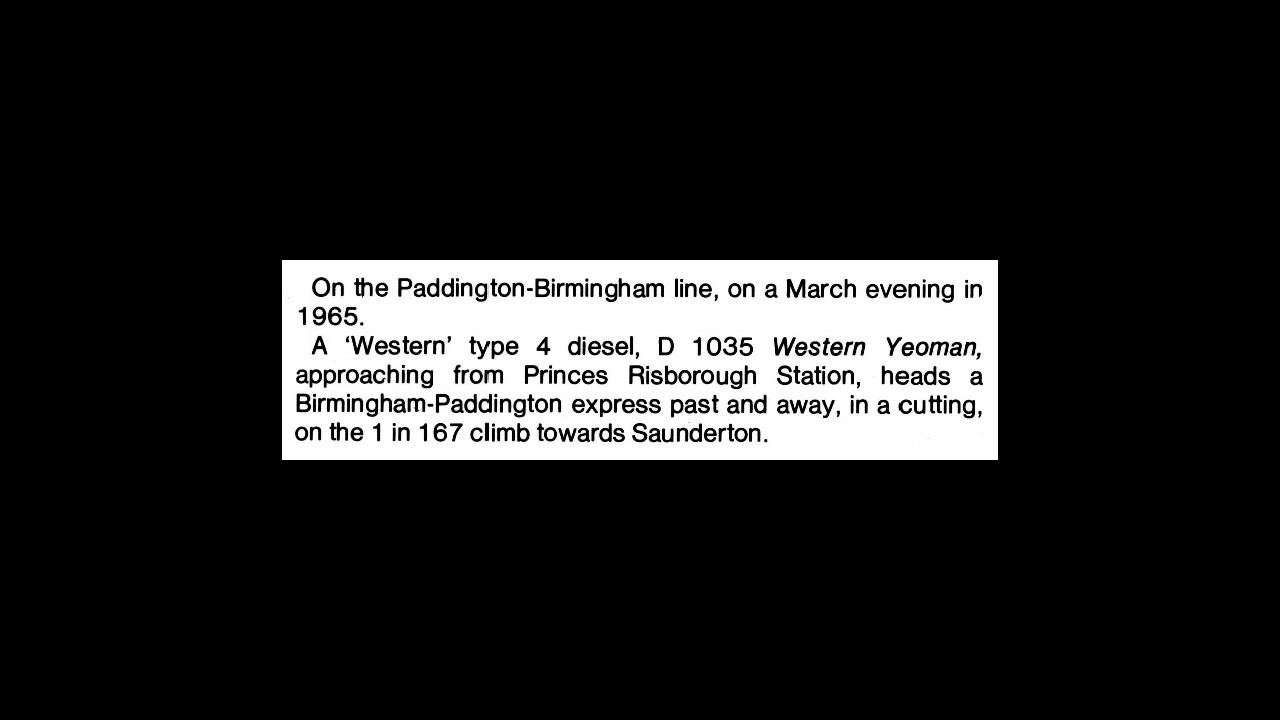 On the Paddington-Birmingham line, on a March evening in
1965.
A ‘Western’ type 4 diesel, D 1035 Western Yeoman,
approaching from Princes Risborough Station, heads a
Birmingham-Paddington express past and away, in a cutting,
on the 1 in 167 climb towards Saunderton.